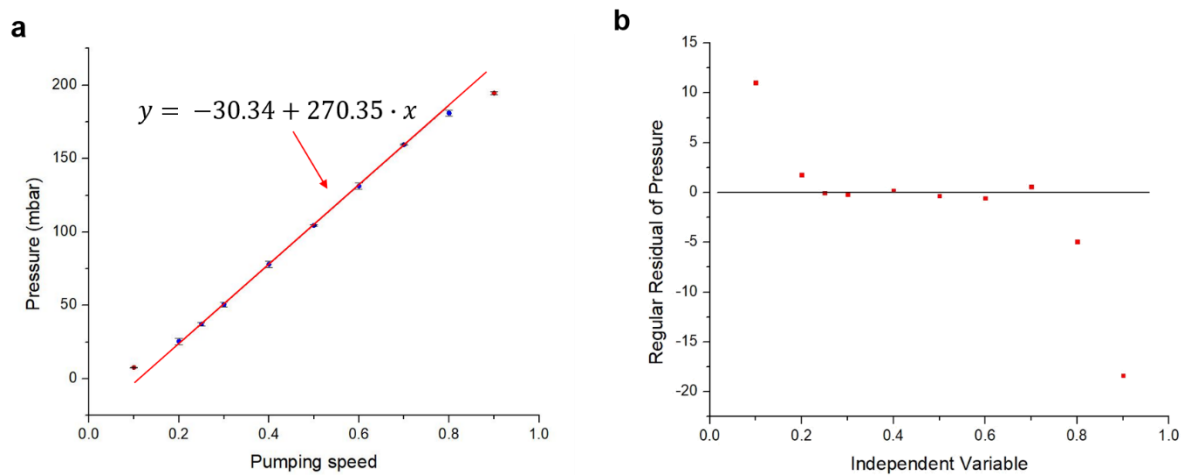 a
200
150
100
50
0
Pressure (mbar)
y = −30.34 + 270.35 · x
0.0 0.2 0.4 0.6 0.8 1.0
Pumping speed
b
15
10
5
0
-5
-10
-15
-20
Regular Residual of Pressure
0.0 0.2 0.4 0.6 0.8 1.0
Independent Variable